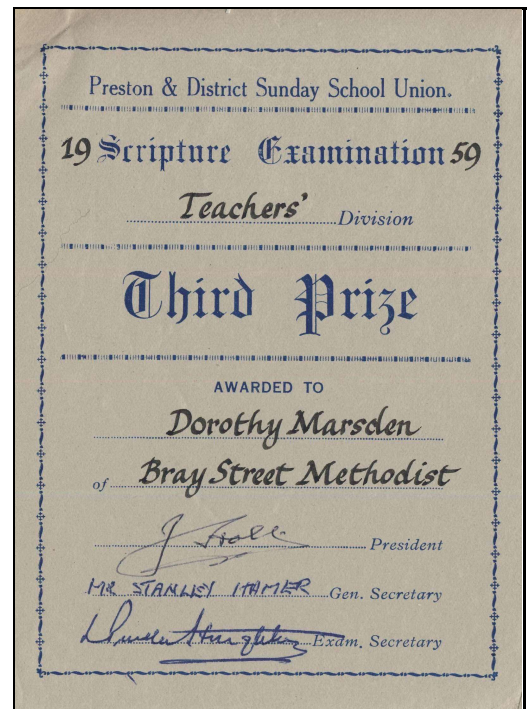 Preston & District Sunday School Union.
19 Scripture Examination 59
Teachers' Division
Third Prize
AWARDED TO
Dorothy Marsden
of Bray Street Methodist
President
MR STANLEY HAMER Gen. Secretary
Exam. Secretary